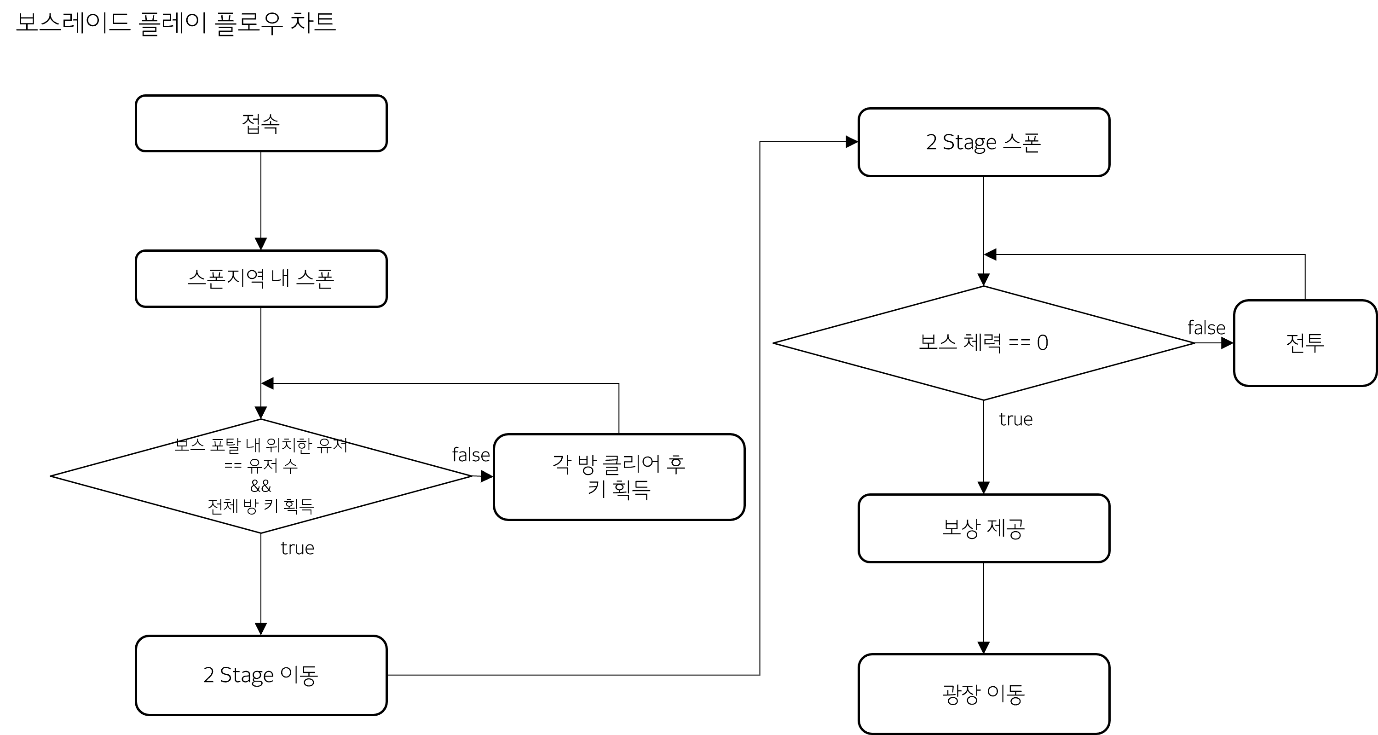 보스레이드 플레이 플로우 차트
접속
스폰지역 내 스폰
보스 포탈 내 위치한 유저
== 유저 수
&&
전체 방 키 획득
false
각 방 클리어 후
키 획득
true
2 Stage 이동
2 Stage 스폰
보스 체력 == 0
false
전투
true
보상 제공
광장 이동